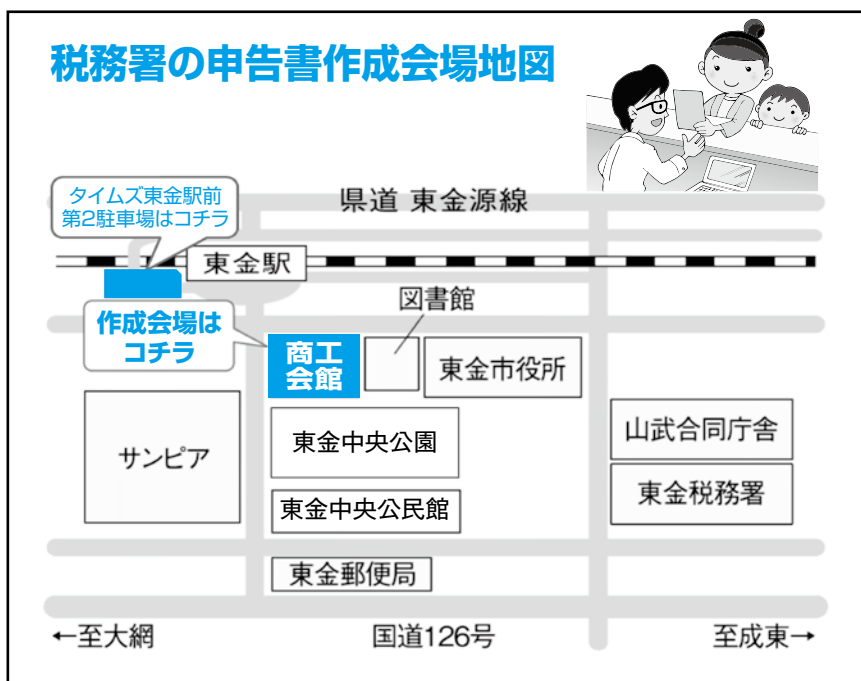 税務署の申告書作成会場地図
タイムズ東金駅前
第2駐車場はコチラ
県道 東金源線
東金駅
図書館
作成会場は
コチラ
商工
会館
東金市役所
サンピア
東金中央公園
山武合同庁舎
東金税務署
東金中央公民館
東金郵便局
←至大網
国道126号
至成東→